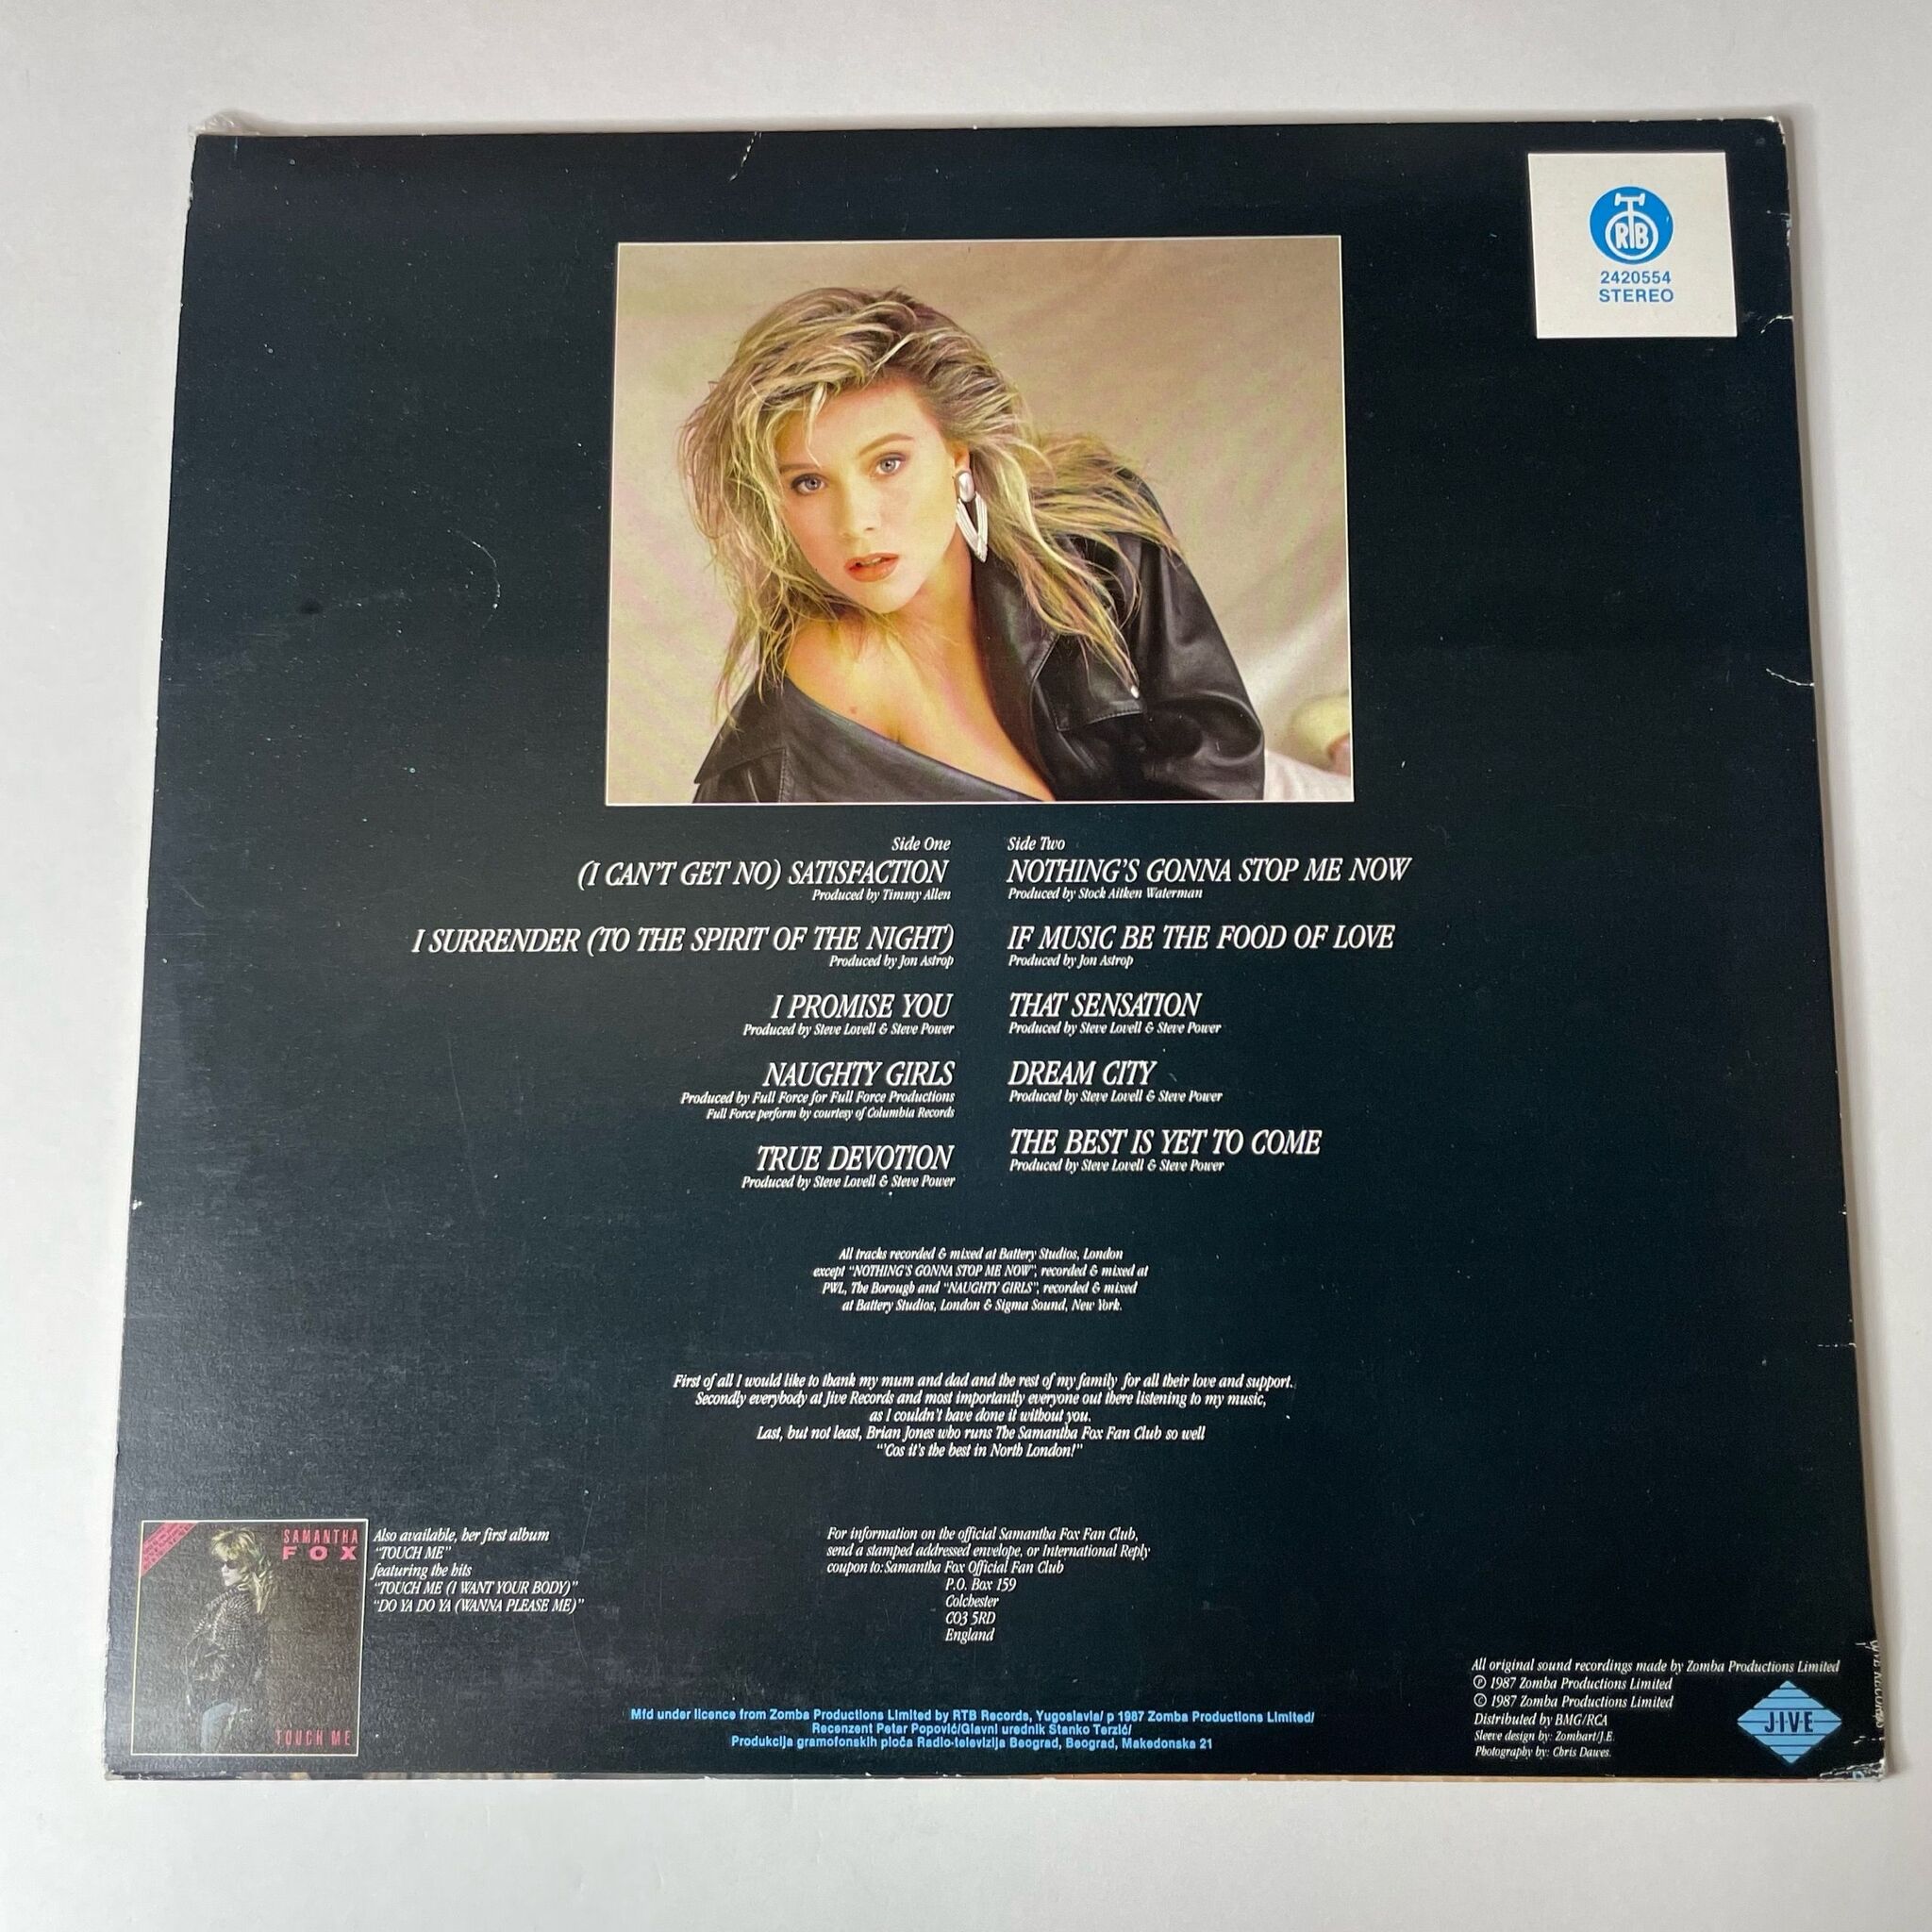 RTB
2420554
STEREO
Side One
(I CAN'T GET NO) SATISFACTION
Produced by Timmy Allen
I SURRENDER (TO THE SPIRIT OF THE NIGHT)
Produced by Jon Astrop
I PROMISE YOU
Produced by Steve Lovell & Steve Power
NAUGHTY GIRLS
Produced by Full Force for Full Force Productions
Full Force perform by courtesy of Columbia Records
TRUE DEVOTION
Produced by Steve Lovell & Steve Power
Side Two
NOTHING'S GONNA STOP ME NOW
Produced by Stock Aitken Waterman
IF MUSIC BE THE FOOD OF LOVE
Produced by Jon Astrop
THAT SENSATION
Produced by Steve Lovell & Steve Power
DREAM CITY
Produced by Steve Lovell & Steve Power
THE BEST IS YET TO COME
Produced by Steve Lovell & Steve Power
All tracks recorded & mixed at Battery Studios, London
except "NOTHING'S GONNA STOP ME NOW", recorded & mixed at
PWL, The Borough and "NAUGHTY GIRLS", recorded & mixed
at Battery Studios, London & Sigma Sound, New York.
First of all I would like to thank my mum and dad and the rest of my family for all their love and support.
Secondly everybody at Jive Records and most importantly everyone out there listening to my music,
as I couldn't have done it without you.
Last, but not least, Brian Jones who runs The Samantha Fox Fan Club so well
"'Cos it's the best in North London!"
SAMANTHA
FOX
TOUCH ME
Also available, her first album
"TOUCH ME"
featuring the hits
"TOUCH ME (I WANT YOUR BODY)"
"DO YA DO YA (WANNA PLEASE ME)"
For information on the official Samantha Fox Fan Club,
send a stamped addressed envelope, or International Reply
coupon to: Samantha Fox Official Fan Club
P.O. Box 159
Colchester
CO3 5RD
England
Mfd under licence from Zomba Productions Limited by RTB Records, Yugoslavia/ p 1987 Zomba Productions Limited/
Recenzent Petar Popović/Glavni urednik Stanko Terzić/
Produkcija gramofonskih ploča Radio-televizija Beograd, Beograd, Makedonska 21
All original sound recordings made by Zomba Productions Limited
Ⓟ 1987 Zomba Productions Limited
© 1987 Zomba Productions Limited
Distributed by BMG/RCA
Sleeve design by: Zombart/J.E.
Photography by: Chris Dawes.
J·I·V·E